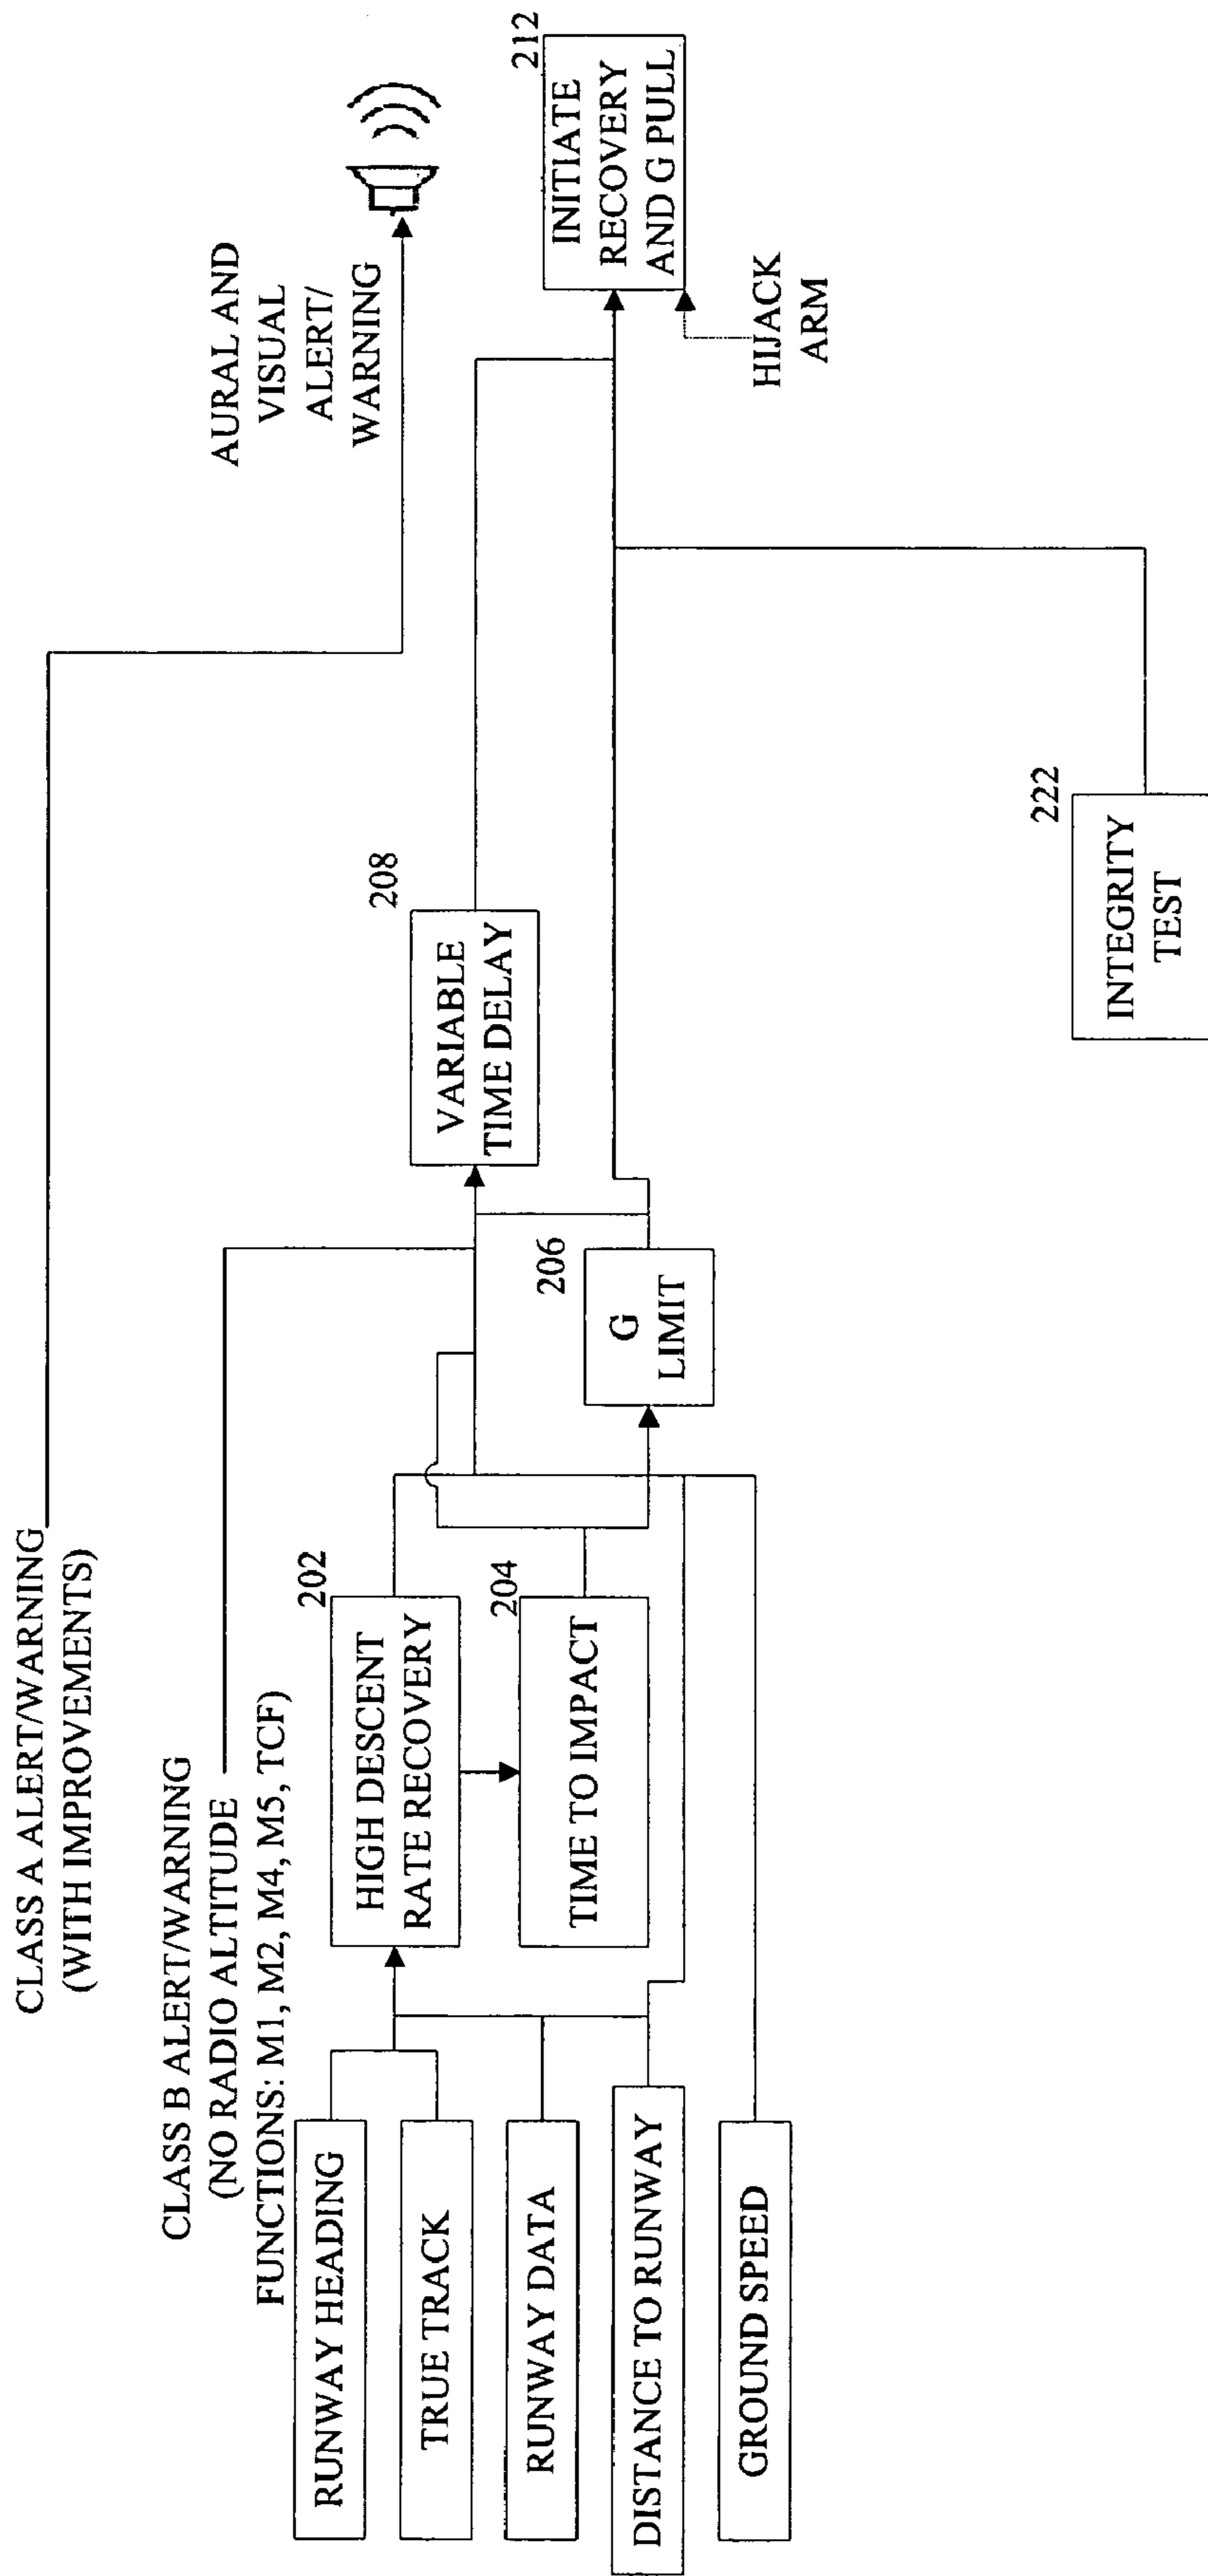 CLASS A ALERT/WARNING
(WITH IMPROVEMENTS)
CLASS B ALERT/WARNING
(NO RADIO ALTITUDE
FUNCTIONS: M1, M2, M4, M5, TCF)
AURAL AND
VISUAL
ALERT/
WARNING
RUNWAY HEADING
TRUE TRACK
RUNWAY DATA
DISTANCE TO RUNWAY
GROUND SPEED
202
HIGH DESCENT
RATE RECOVERY
204
TIME TO IMPACT
206
G
LIMIT
208
VARIABLE
TIME DELAY
212
INITIATE
RECOVERY
AND G PULL
HIJACK
ARM
222
INTEGRITY
TEST